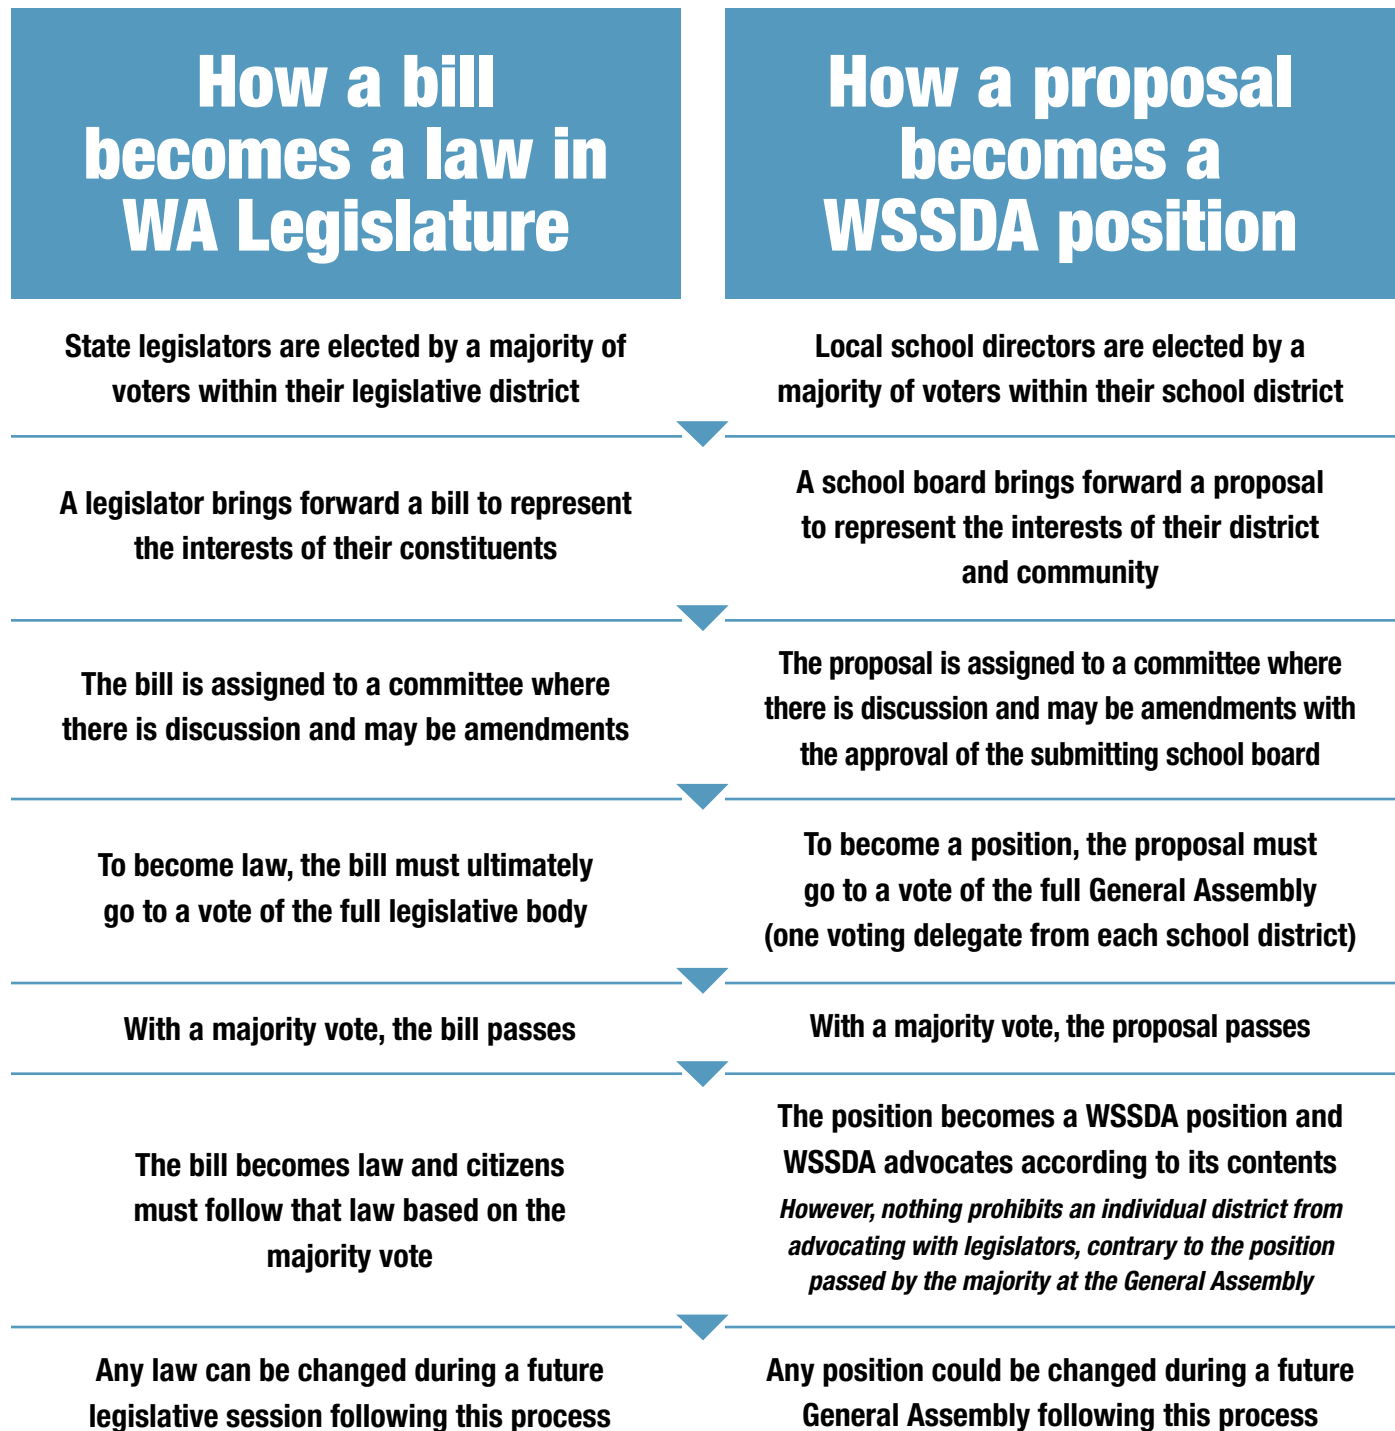 How a bill
becomes a law in
WA Legislature
How a proposal
becomes a
WSSDA position
State legislators are elected by a majority of
voters within their legislative district
Local school directors are elected by a
majority of voters within their school district
A legislator brings forward a bill to represent
the interests of their constituents
A school board brings forward a proposal
to represent the interests of their district
and community
The bill is assigned to a committee where
there is discussion and may be amendments
The proposal is assigned to a committee where
there is discussion and may be amendments with
the approval of the submitting school board
To become law, the bill must ultimately
go to a vote of the full legislative body
To become a position, the proposal must
go to a vote of the full General Assembly
(one voting delegate from each school district)
With a majority vote, the bill passes
With a majority vote, the proposal passes
The bill becomes law and citizens
must follow that law based on the
majority vote
The position becomes a WSSDA position and
WSSDA advocates according to its contents
However, nothing prohibits an individual district from
advocating with legislators, contrary to the position
passed by the majority at the General Assembly
Any law can be changed during a future
legislative session following this process
Any position could be changed during a future
General Assembly following this process